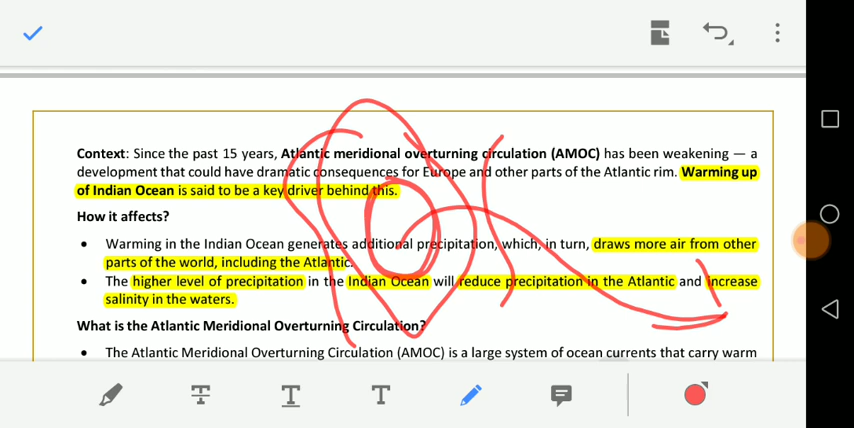 Context: Since the past 15 years, Atlantic meridional overturning circulation (AMOC) has been weakening — a
development that could have dramatic consequences for Europe and other parts of the Atlantic rim. Warming up
of Indian Ocean is said to be a key driver behind this.
How it affects?
• Warming in the Indian Ocean generates additional precipitation, which, in turn, draws more air from other
parts of the world, including the Atlantic.
• The higher level of precipitation in the Indian Ocean will reduce precipitation in the Atlantic and increase
salinity in the waters.
What is the Atlantic Meridional Overturning Circulation?
• The Atlantic Meridional Overturning Circulation (AMOC) is a large system of ocean currents that carry warm
T T T